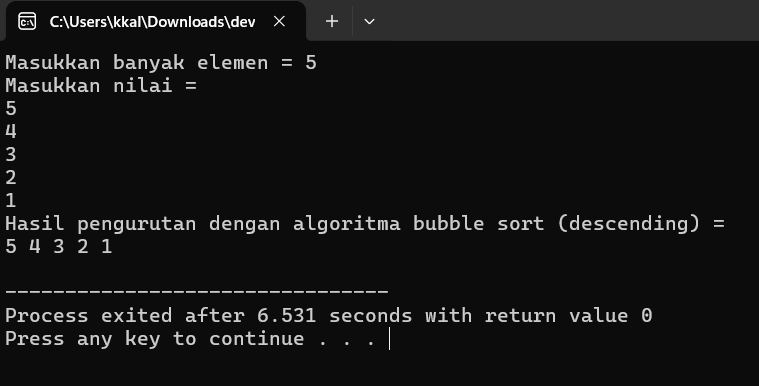 C:\Users\kkal\Downloads\dev
Masukkan banyak elemen = 5
Masukkan nilai =
5
4
3
2
1
Hasil pengurutan dengan algoritma bubble sort (descending) =
5 4 3 2 1
--------------------------------
Process exited after 6.531 seconds with return value 0
Press any key to continue . . .